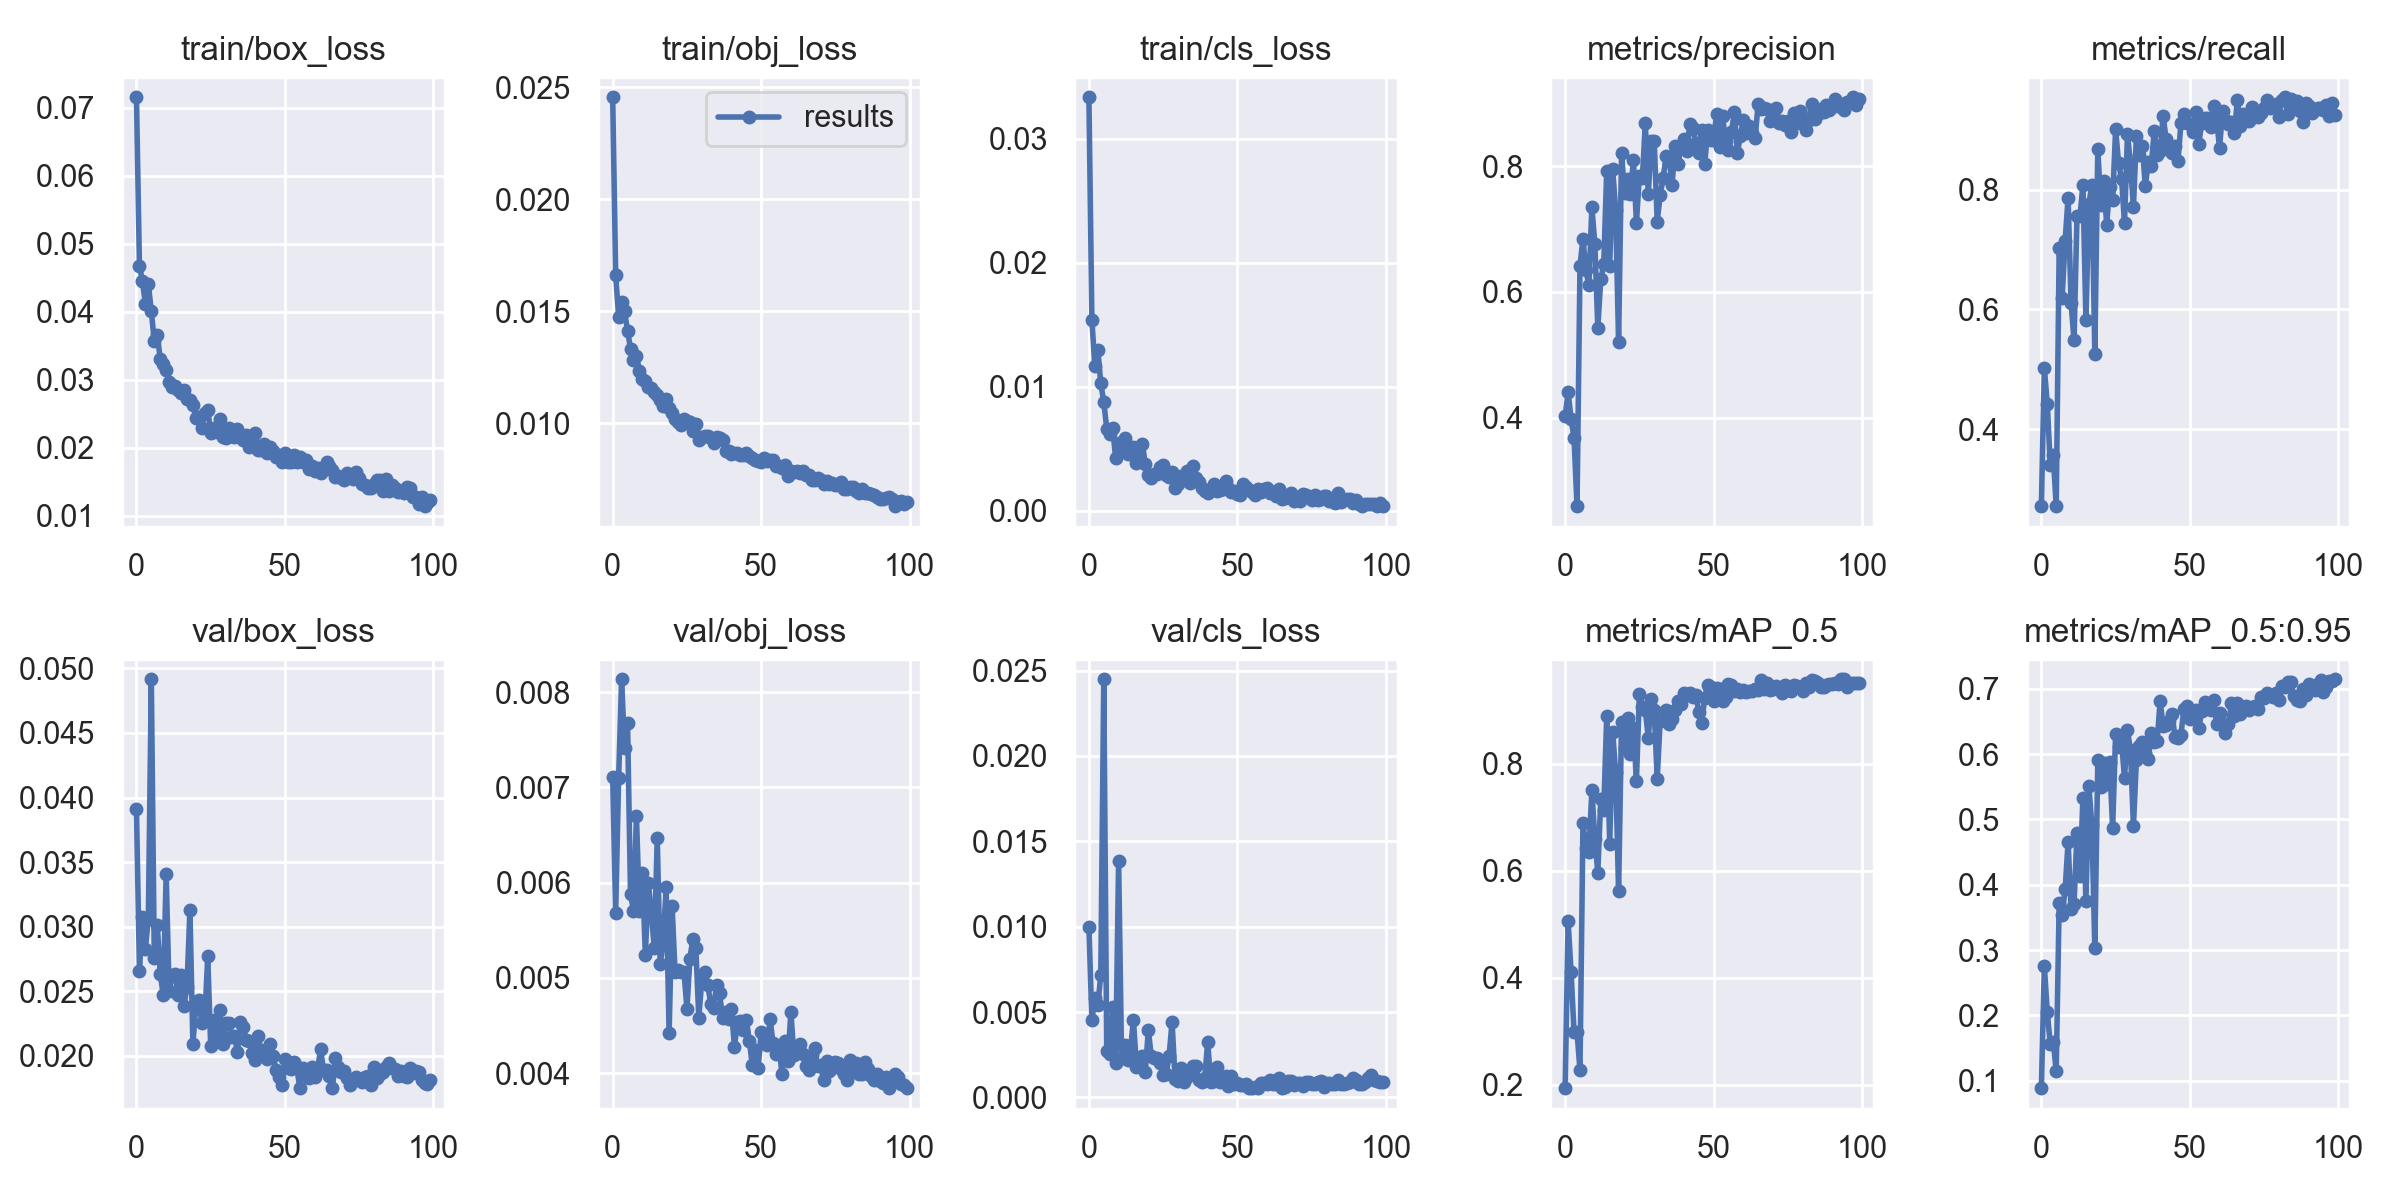 train/box_loss
train/obj_loss
train/cls_loss
metrics/precision
metrics/recall
0.07
0.06
0.05
0.04
0.03
0.02
0.01
0 50 100
0.025
0.020
0.015
0.010
results
0 50 100
0.03
0.02
0.01
0.00
0 50 100
0.8
0.6
0.4
0 50 100
0.8
0.6
0.4
0 50 100
val/box_loss
val/obj_loss
val/cls_loss
metrics/mAP_0.5
metrics/mAP_0.5:0.95
0.050
0.045
0.040
0.035
0.030
0.025
0.020
0 50 100
0.008
0.007
0.006
0.005
0.004
0 50 100
0.025
0.020
0.015
0.010
0.005
0.000
0 50 100
0.8
0.6
0.4
0.2
0 50 100
0.7
0.6
0.5
0.4
0.3
0.2
0.1
0 50 100